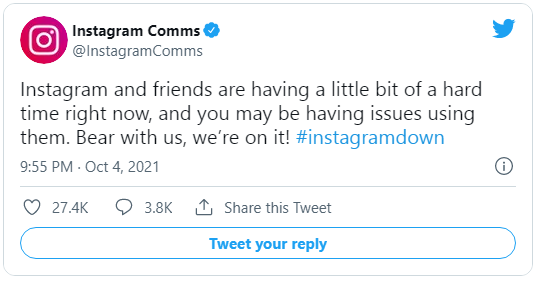 Instagram Comms
@InstagramComms
Instagram and friends are having a little bit of a hard
time right now, and you may be having issues using
them. Bear with us, we’re on it! #instagramdown
9:55 PM · Oct 4, 2021
27.4K 3.8K Share this Tweet
Tweet your reply